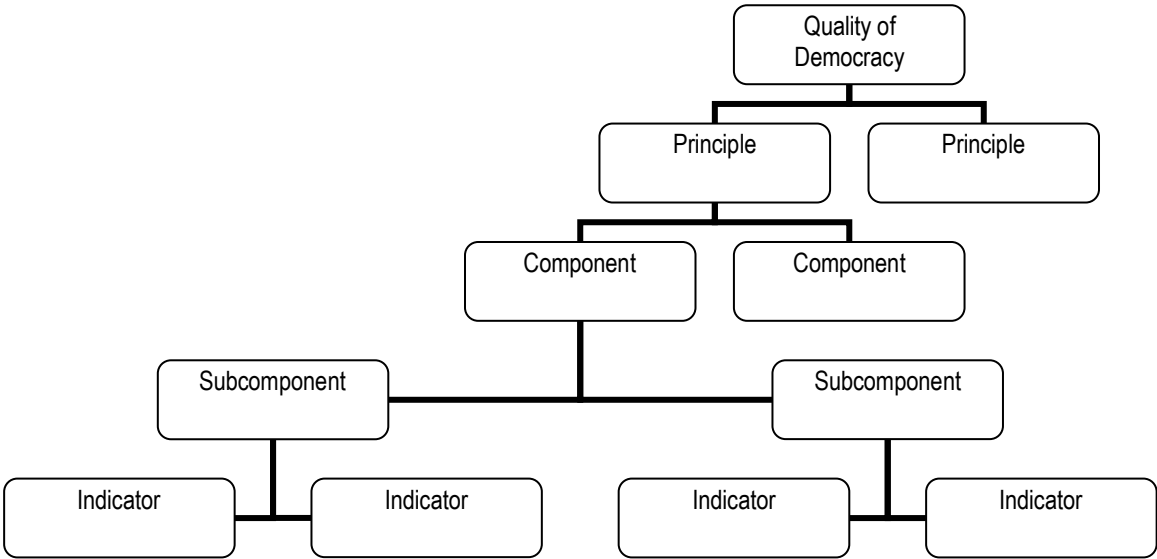 Quality of
Democracy
Principle
Principle
Component
Component
Subcomponent
Subcomponent
Indicator
Indicator
Indicator
Indicator